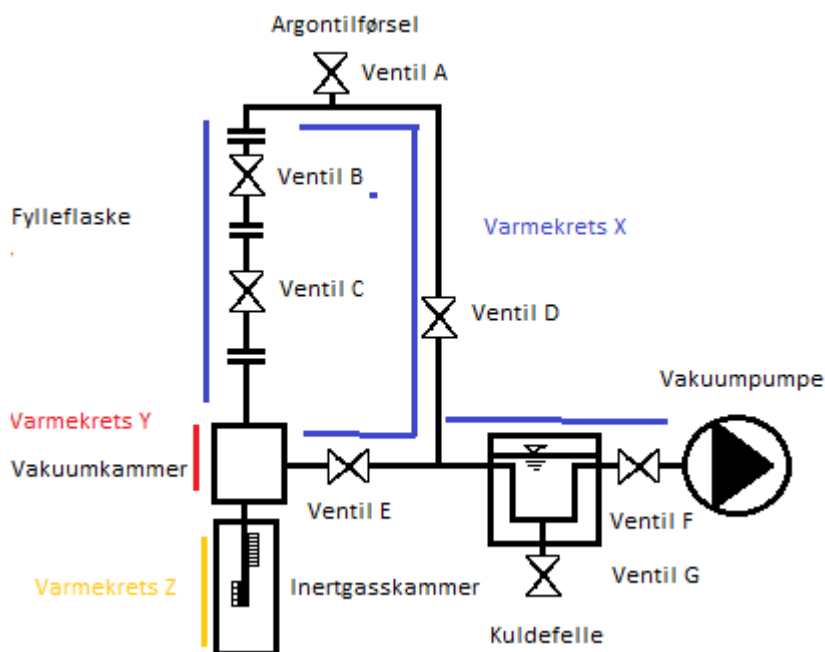 Argontilførsel
Ventil A
Ventil B
Fylleflaske
Varmekrets X
Ventil C
Ventil D
Vakuumpumpe
Varmekrets Y
Vakuumkammer
Ventil E
Ventil F
Ventil G
Varmekrets Z
Inertgasskammer
Kuldefelle